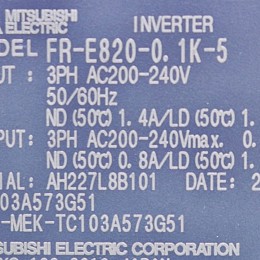 MITSUBISHI
ELECTRIC
INVERTER
DEL FR-E820-0.1K-5
UT : 3PH AC200-240V
50/60Hz
ND (50℃) 1.4A/LD (50℃) 1.
PUT: 3PH AC200-240Vmax. 0.
ND (50℃) 0.8A/LD (50℃) 1.
IAL: AH227L8B101 DATE: 2
103A573G51
-MEK-TC103A573G51
SUBISHI ELECTRIC CORPORATION